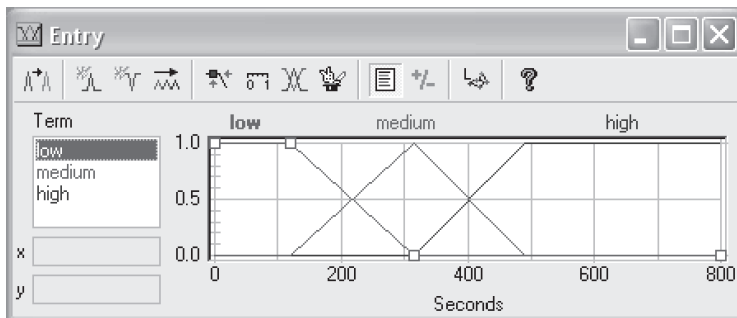 Entry
Term
low medium high
low
medium
high
1.0
0.5
0.0
x
y
0 200 400 600 800
Seconds